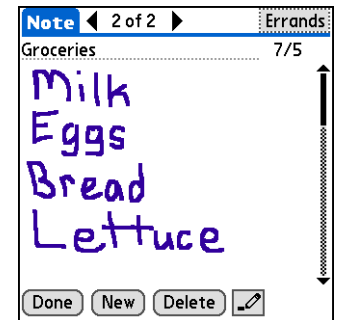 Note 2 of 2 Errands
Groceries 7/5
Milk
Eggs
Bread
Lettuce
Done New Delete